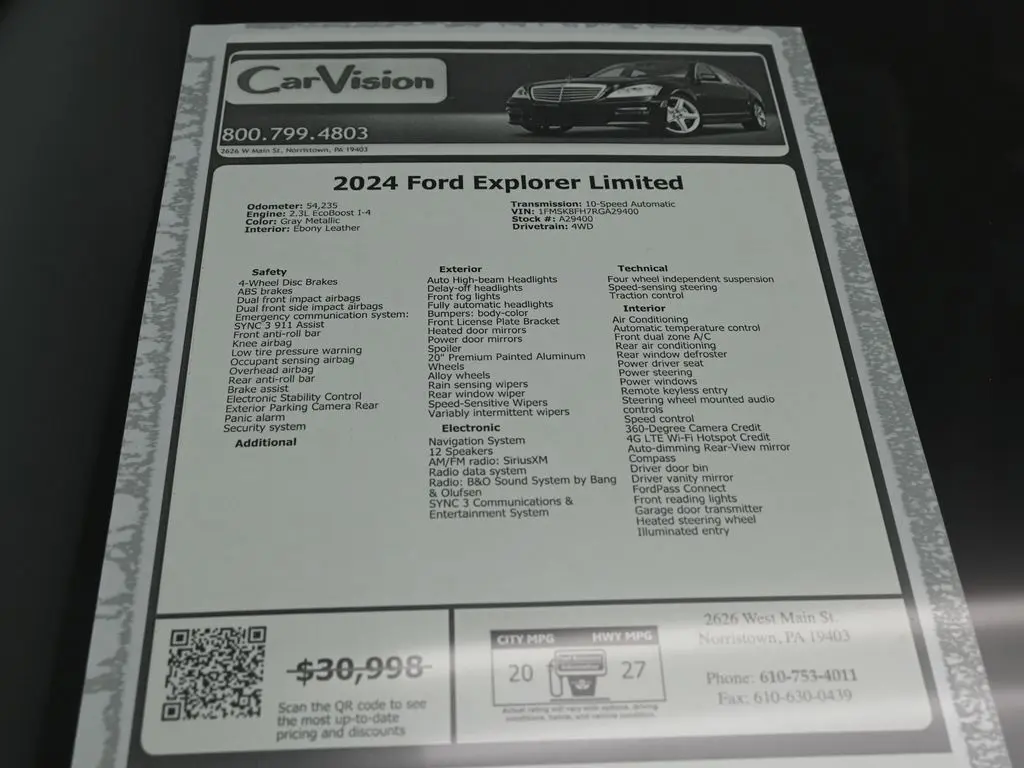 CarVision
800.799.4803
2626 W Main St, Norristown, PA 19403
2024 Ford Explorer Limited
Odometer: 54,235
Engine: 2.3L EcoBoost I-4
Color: Gray Metallic
Interior: Ebony Leather
Transmission: 10-Speed Automatic
VIN: 1FM5K8FH7RGA29400
Stock #: A29400
Drivetrain: 4WD
Safety
4-Wheel Disc Brakes
ABS brakes
Dual front impact airbags
Dual front side impact airbags
Emergency communication system:
SYNC 3 911 Assist
Front anti-roll bar
Knee airbag
Low tire pressure warning
Occupant sensing airbag
Overhead airbag
Rear anti-roll bar
Brake assist
Electronic Stability Control
Exterior Parking Camera Rear
Panic alarm
Security system
Additional
Exterior
Auto High-beam Headlights
Delay-off headlights
Front fog lights
Fully automatic headlights
Bumpers: body-color
Front License Plate Bracket
Heated door mirrors
Power door mirrors
Spoiler
20" Premium Painted Aluminum
Wheels
Alloy wheels
Rain sensing wipers
Rear window wiper
Speed-Sensitive Wipers
Variably intermittent wipers
Electronic
Navigation System
12 Speakers
AM/FM radio: SiriusXM
Radio data system
Radio: B&O Sound System by Bang
& Olufsen
SYNC 3 Communications &
Entertainment System
Technical
Four wheel independent suspension
Speed-sensing steering
Traction control
Interior
Air Conditioning
Automatic temperature control
Front dual zone A/C
Rear air conditioning
Rear window defroster
Power driver seat
Power steering
Power windows
Remote keyless entry
Steering wheel mounted audio
controls
Speed control
360-Degree Camera Credit
4G LTE Wi-Fi Hotspot Credit
Auto-dimming Rear-View mirror
Compass
Driver door bin
Driver vanity mirror
FordPass Connect
Front reading lights
Garage door transmitter
Heated steering wheel
Illuminated entry
$30,998
Scan the QR code to see
the most up-to-date
pricing and discounts
CITY MPG
HWY MPG
20
27
Actual rating will vary with options, driving
conditions, habits, and vehicle condition.
2626 West Main St.
Norristown, PA 19403
Phone: 610-753-4011
Fax: 610-630-0439